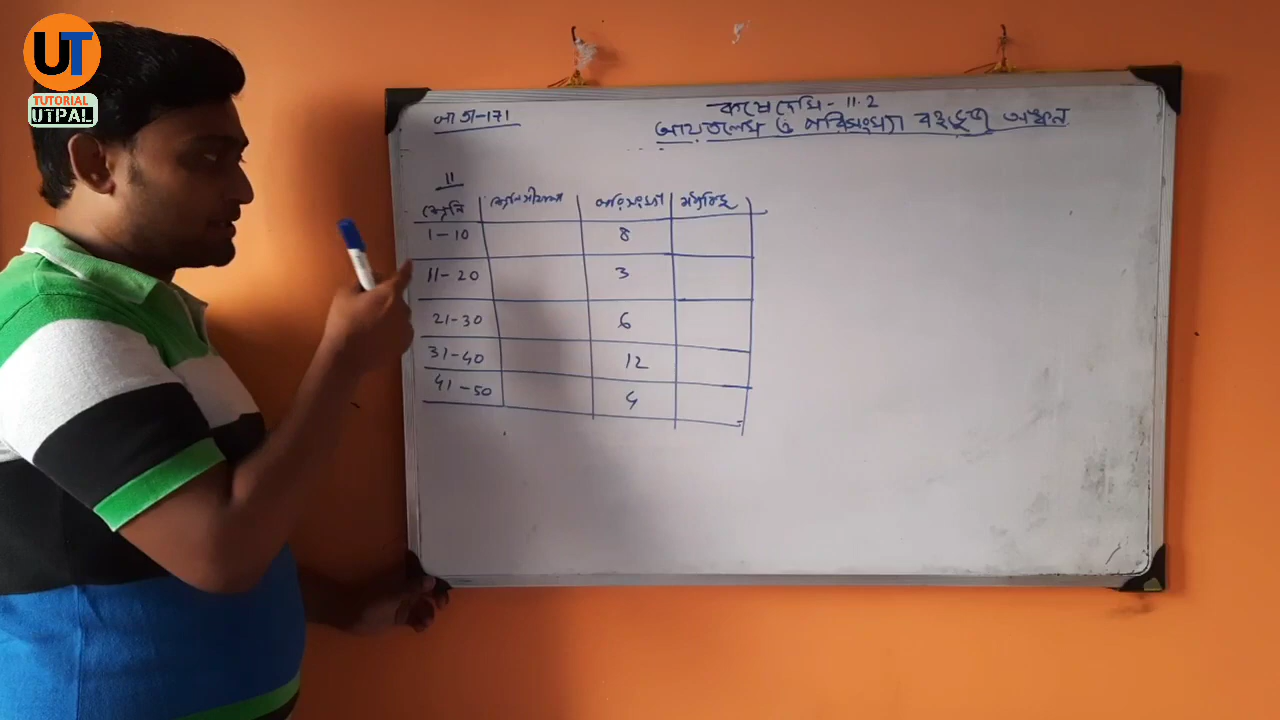 UT
TUTORIAL
UTPAL
পাতা-171
কষে দেখি - 11.2
আয়তলেখ ও পরিসংখ্যা বহুভুজ অঙ্কন
11
শ্রেণি শ্রেণি সীমানা পরিসংখ্যা মধ্যবিন্দু
1-10 8
11-20 3
21-30 6
31-40 12
41-50 4